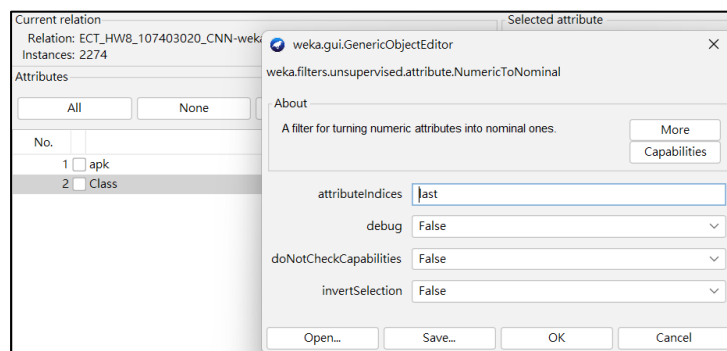 Current relation
Relation: ECT_HW8_107403020_CNN-weka
Instances: 2274
Attributes
All
None
No.
1 apk
2 Class
Selected attribute
weka.gui.GenericObjectEditor
weka.filters.unsupervised.attribute.NumericToNominal
About
A filter for turning numeric attributes into nominal ones.
More
Capabilities
attributeIndices last
debug False
doNotCheckCapabilities False
invertSelection False
Open... Save... OK Cancel